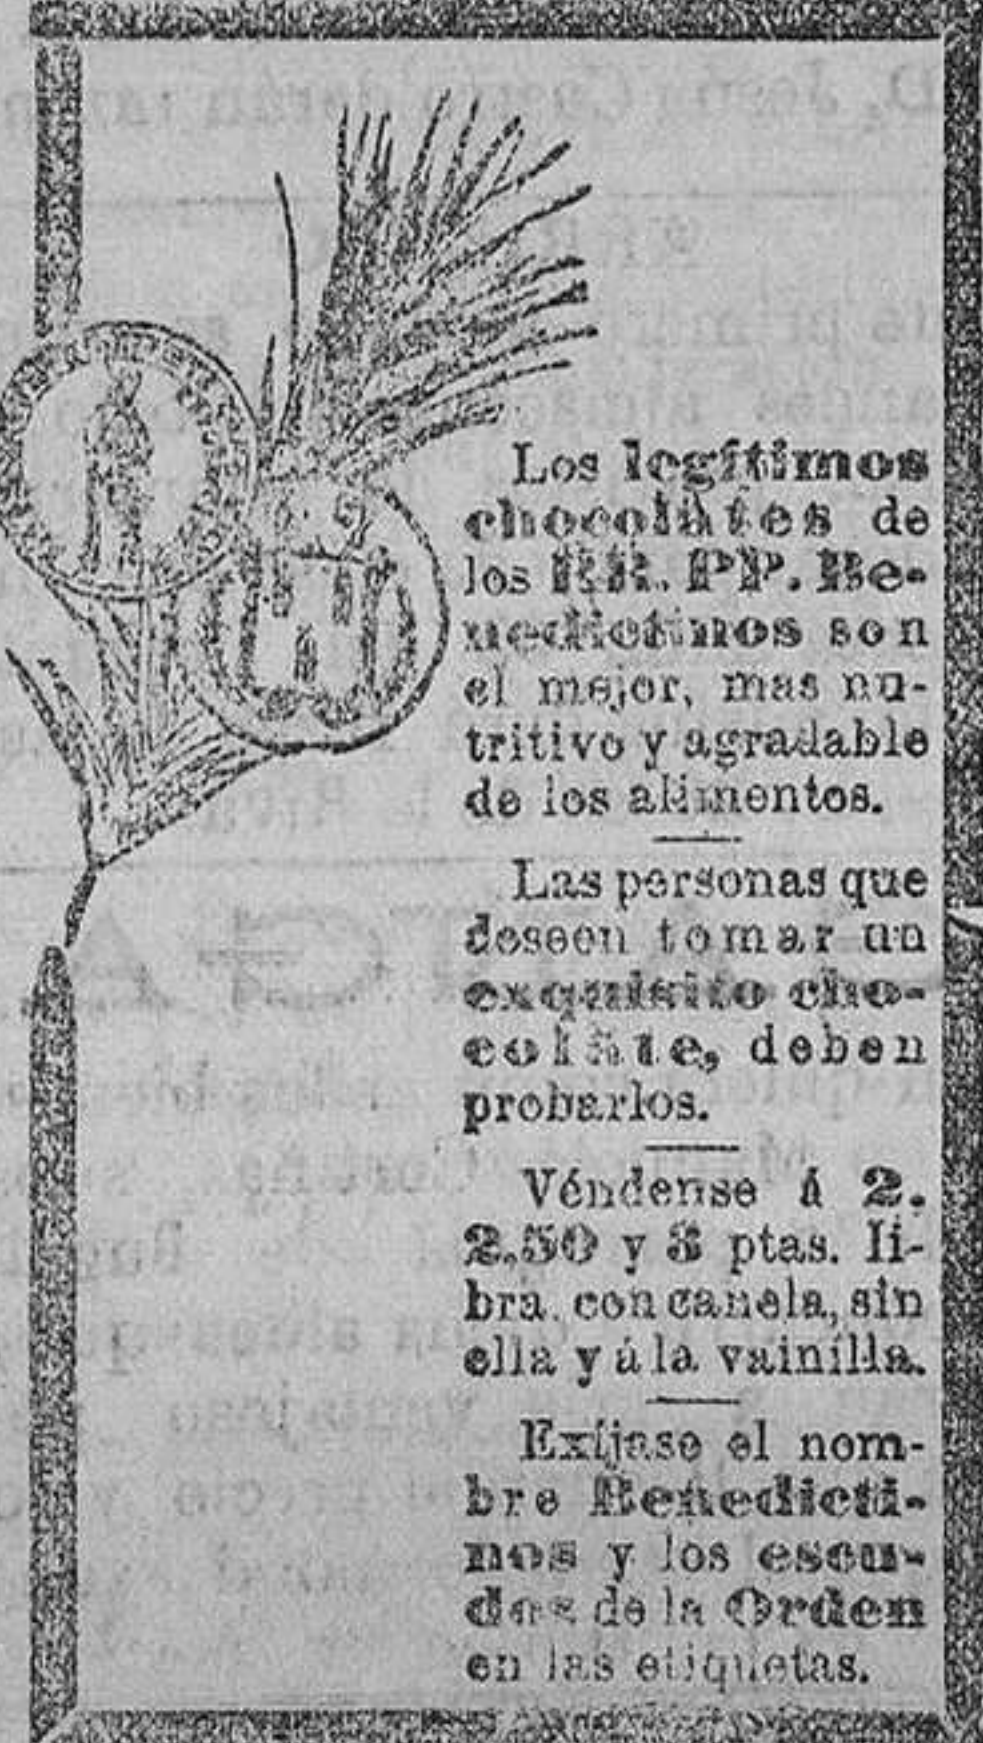 Los legítimos
chocolates de
los RR. PP. Be-
nedictinos son
el mejor, mas nu-
tritivo y agradable
de los alimentos.
Las personas que
deseen tomar un
exquisito cho-
colate, deben
probarlos.
Véndense á 2.
2.50 y 3 ptas. li-
bra. con canela, sin
ella y á la vainilla.
Exíjase el nom-
bre Benedicti-
nos y los escu-
dos de la Orden
en las etiquetas.